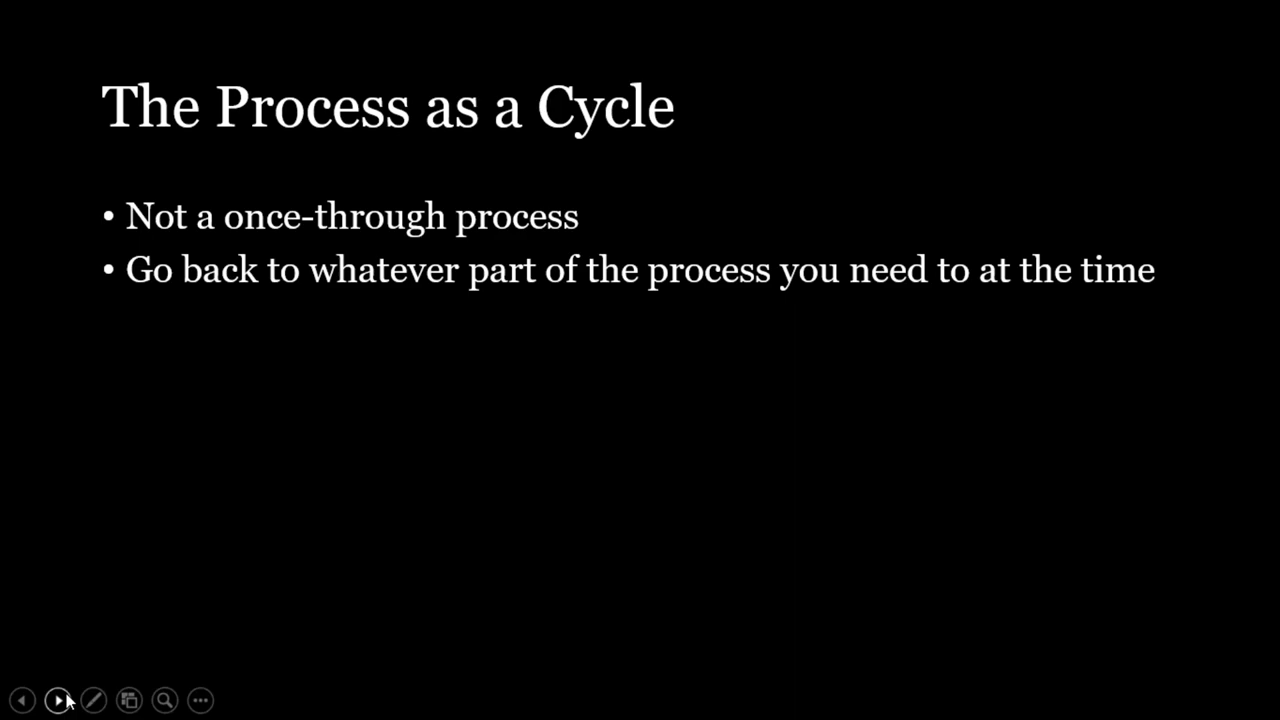 The Process as a Cycle
• Not a once-through process
• Go back to whatever part of the process you need to at the time